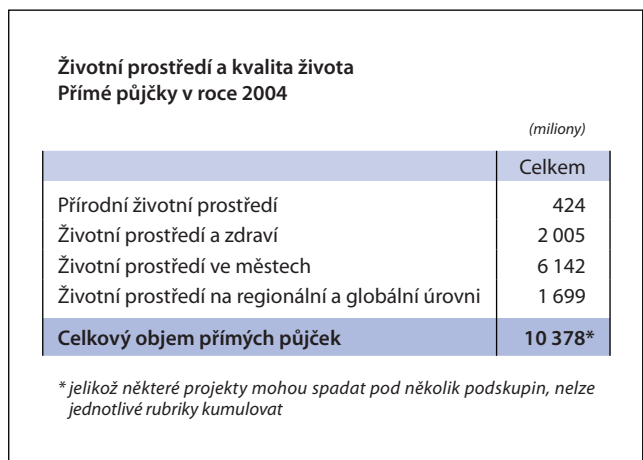 Životní prostředí a kvalita života
Přímé půjčky v roce 2004
(miliony)
Celkem
Přírodní životní prostředí 424
Životní prostředí a zdraví 2 005
Životní prostředí ve městech 6 142
Životní prostředí na regionální a globální úrovni 1 699
Celkový objem přímých půjček 10 378*
* jelikož některé projekty mohou spadat pod několik podskupin, nelze
jednotlivé rubriky kumulovat